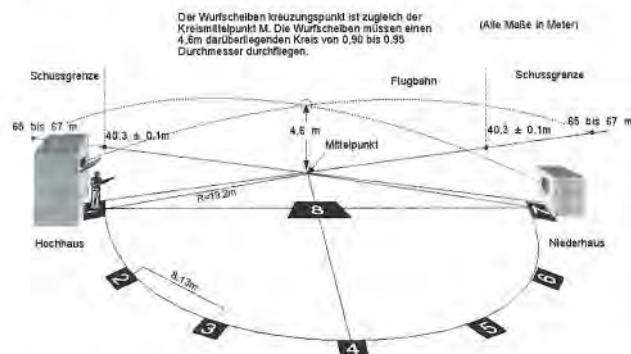 Der Wurfscheiben kreuzungspunkt ist zugleich der
Kreismittelpunkt M. Die Wurfscheiben müssen einen
4,6m darüberliegenden Kreis von 0,90 bis 0,95
Durchmesser durchfliegen.
(Alle Maße in Meter)
Schussgrenze
Flugbahn
Schussgrenze
65 bis 67 m
40,3 ± 0,1m
4,6 m
40,3 ± 0,1m
65 bis 67 m
Mittelpunkt
R=19,2m
1
8
7
Hochhaus
Niederhaus
2
8,13m
6
3
5
4